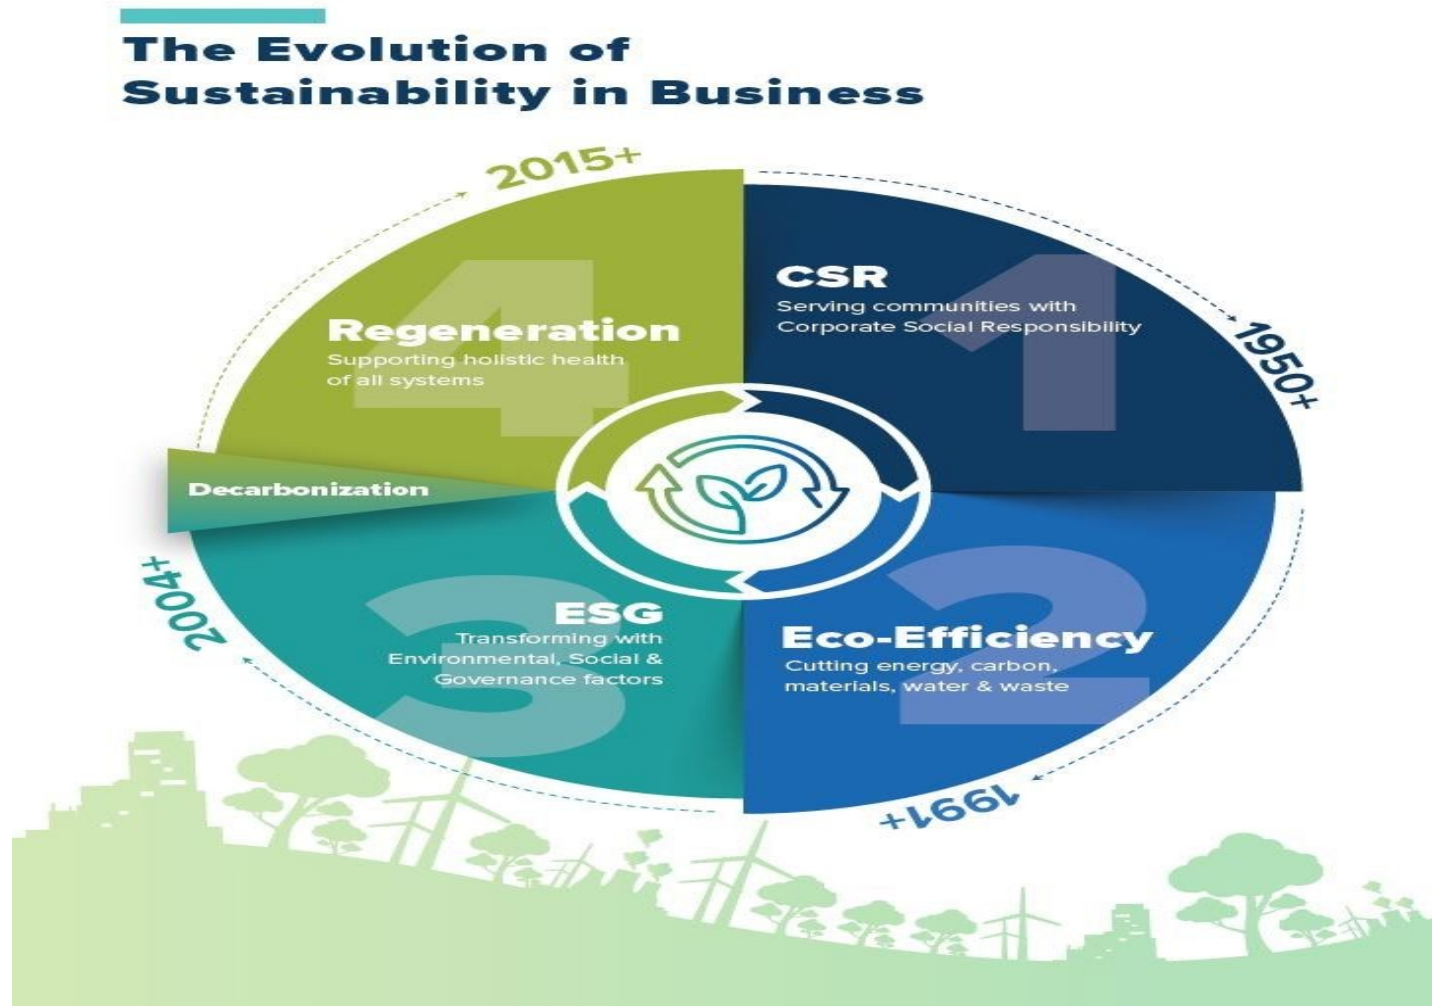 The Evolution of
Sustainability in Business
2015+
1950+
1991+
2004+
1
CSR
Serving communities with
Corporate Social Responsibility
2
Eco-Efficiency
Cutting energy, carbon,
materials, water & waste
3
ESG
Transforming with
Environmental, Social &
Governance factors
Decarbonization
4
Regeneration
Supporting holistic health
of all systems